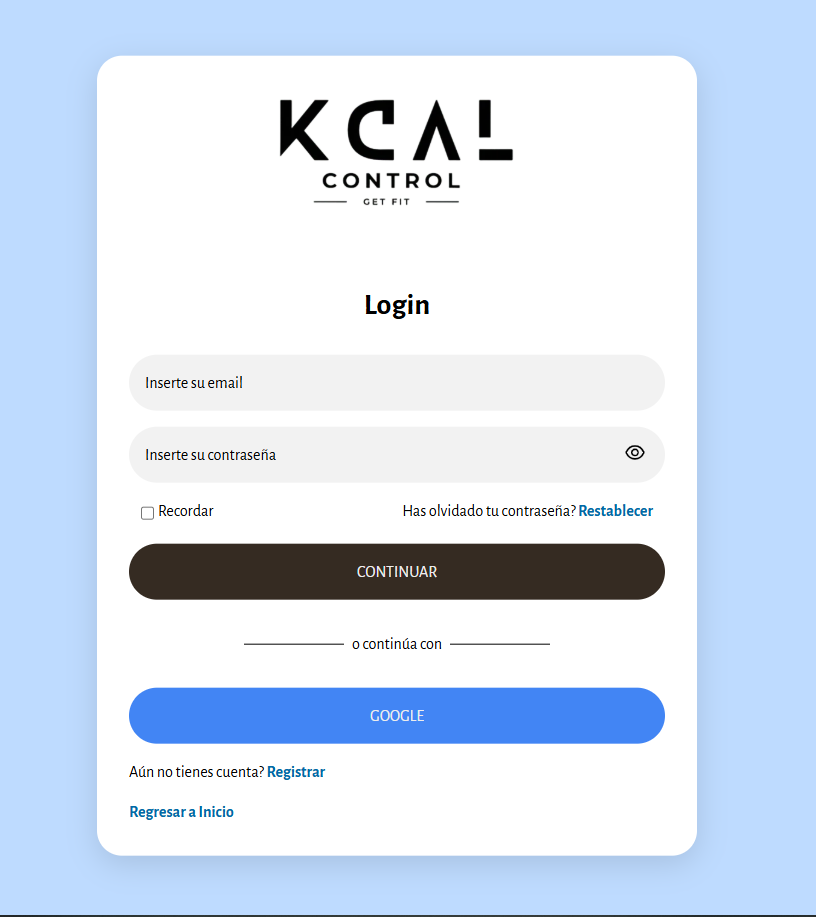 KCAL
CONTROL
GET FIT
Login
Inserte su email
Inserte su contraseña
Recordar
Has olvidado tu contraseña? Restablecer
CONTINUAR
o continúa con
GOOGLE
Aún no tienes cuenta? Registrar
Regresar a Inicio